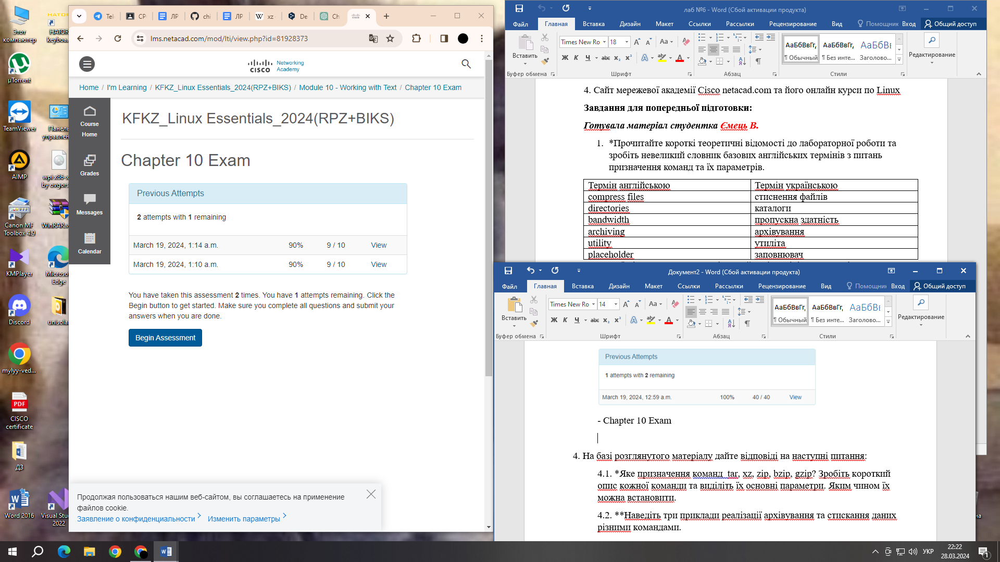 Этот компьютер
HATOR keyboar
µTorrent
TeamViewer
Панель управлен
AIMP
wpi x86-x by ovgors
Canon MF Toolbox 4.9
WinRAR.v
KMPlayer
Microso Edge
Discord
unisola
mylyy-ved...
PDF
CISCO certificate
ДЗ
Word 2016
Visual Stu 2022
Tel
CP
ЛР
chi
ЛР
xz
De
Ch
lms.netacad.com/mod/lti/view.php?id=81928373
CISCO
Networking Academy
Home / I'm Learning / KFKZ_Linux Essentials_2024(RPZ+BIKS) / Module 10 - Working with Text / Chapter 10 Exam
Course Home
Grades
Messages
Calendar
KFKZ_Linux Essentials_2024(RPZ+BIKS)
Chapter 10 Exam
Previous Attempts
2 attempts with 1 remaining
March 19, 2024, 1:14 a.m. 90% 9 / 10 View
March 19, 2024, 1:10 a.m. 90% 9 / 10 View
You have taken this assessment 2 times. You have 1 attempts remaining. Click the
Begin button to get started. Make sure you complete all questions and submit your
answers when you are done.
Begin Assessment
Продолжая пользоваться нашим веб-сайтом, вы соглашаетесь на применение
файлов cookie.
Заявление о конфиденциальности Изменить параметры
лаб №6 - Word (Сбой активации продукта)
Файл Главная Вставка Дизайн Макет Ссылки Рассылки Рецензирование Вид Помощник Вход Общий доступ
Вставить
Times New Ro 18
Aa
Ж К Ч abc x₂ x² A
АаБбВвГг, АаБбВвГг, АаБбВв
¶ Обычный ¶ Без инте... Заголово...
Редактирование
Буфер обмена Шрифт Абзац Стили
4. Сайт мережевої академії Cisco netacad.com та його онлайн курси по Linux
Завдання для попередньої підготовки:
Готувала матеріал студентка Ємець В.
1. *Прочитайте короткі теоретичні відомості до лабораторної роботи та
зробіть невеликий словник базових англійських термінів з питань
призначення команд та їх параметрів.
Термін англійською Термін українською
compress files стиснення файлів
directories каталоги
bandwidth пропускна здатність
archiving архівування
utility утиліта
placeholder заповнювач
Документ2 - Word (Сбой активации продукта)
Файл Главная Вставка Дизайн Макет Ссылки Рассылки Рецензирование Вид Помощник Вход Общий доступ
Вставить
Times New Ro 14
Aa
Ж К Ч abc x₂ x² A
АаБбВвГг, АаБбВвГг, АаБбВв
¶ Обычный ¶ Без инте... Заголово...
Редактирование
Буфер обмена Шрифт Абзац Стили
Previous Attempts
1 attempts with 2 remaining
March 19, 2024, 12:59 a.m. 100% 40 / 40 View
- Chapter 10 Exam
4. На базі розглянутого матеріалу дайте відповіді на наступні питання:
4.1. *Яке призначення команд tar, xz, zip, bzip, gzip? Зробіть короткий
опис кожної команди та виділіть їх основні параметри. Яким чином їх
можна встановити.
4.2. **Наведіть три приклади реалізації архівування та стискання даних
різними командами.
УКР
22:22
28.03.2024
1